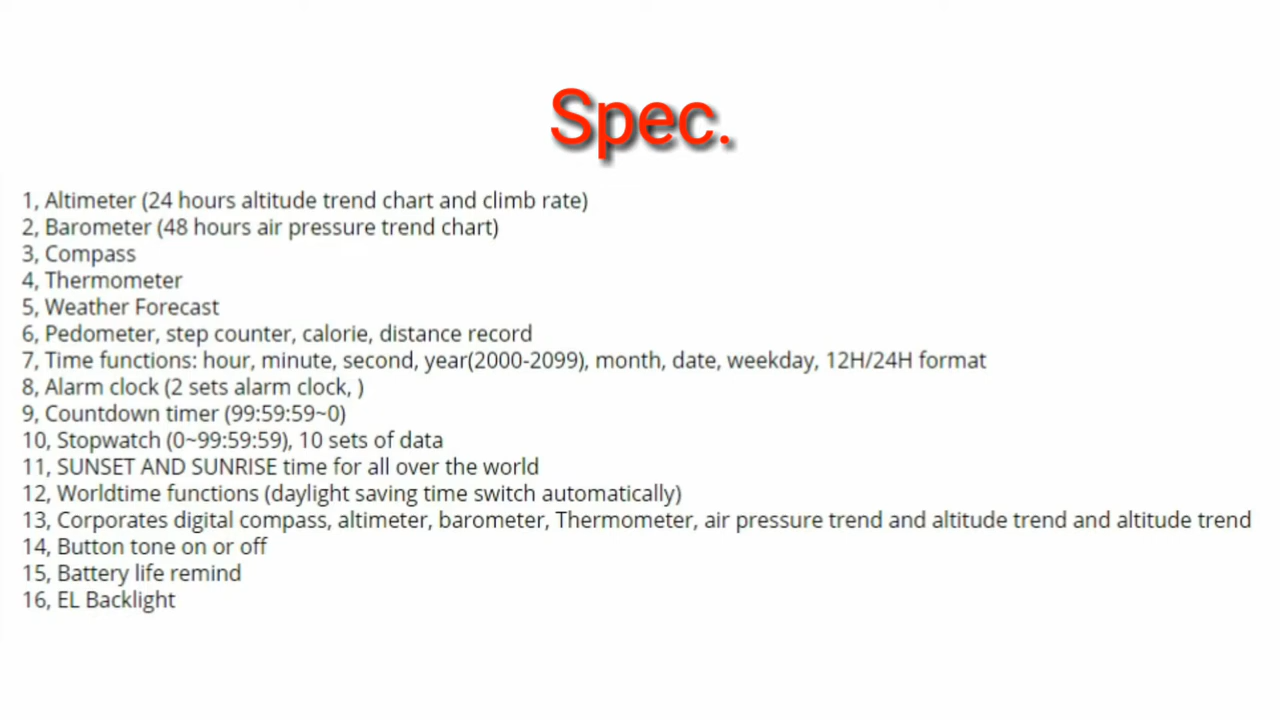 Spec.
1, Altimeter (24 hours altitude trend chart and climb rate)
2, Barometer (48 hours air pressure trend chart)
3, Compass
4, Thermometer
5, Weather Forecast
6, Pedometer, step counter, calorie, distance record
7, Time functions: hour, minute, second, year(2000-2099), month, date, weekday, 12H/24H format
8, Alarm clock (2 sets alarm clock, )
9, Countdown timer (99:59:59~0)
10, Stopwatch (0~99:59:59), 10 sets of data
11, SUNSET AND SUNRISE time for all over the world
12, Worldtime functions (daylight saving time switch automatically)
13, Corporates digital compass, altimeter, barometer, Thermometer, air pressure trend and altitude trend and altitude trend
14, Button tone on or off
15, Battery life remind
16, EL Backlight